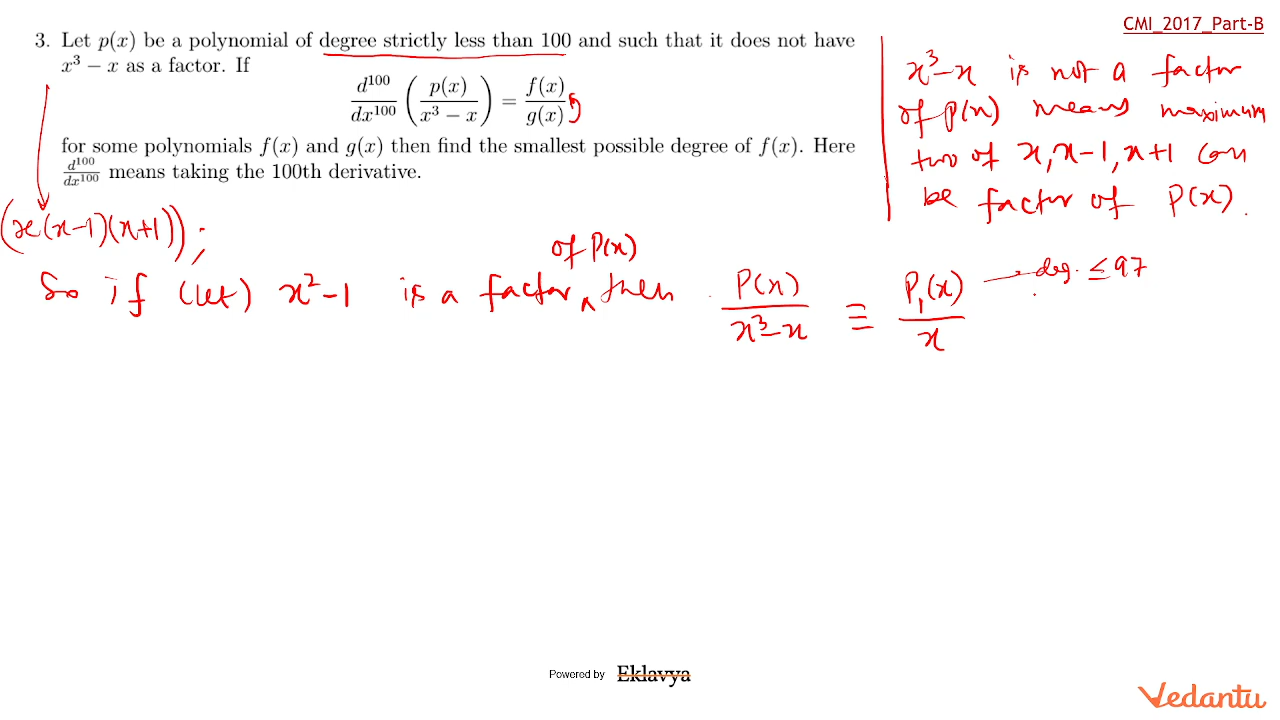 CMI_2017_Part-B
3. Let p(x) be a polynomial of degree strictly less than 100 and such that it does not have
x³ − x as a factor. If
d¹⁰⁰/dx¹⁰⁰ (p(x)/(x³ − x)) = f(x)/g(x)
for some polynomials f(x) and g(x) then find the smallest possible degree of f(x). Here
d¹⁰⁰/dx¹⁰⁰ means taking the 100th derivative.
x³−x is not a factor
of P(x) means maximum
two of x, x−1, x+1 can
be factor of P(x).
(x(x−1)(x+1));
So if (let) x²−1 is a factor of P(x) then P(x)/(x³−x) ≡ P₁(x)/x → deg. ≤ 97
Powered by Eklavya
Vedantu